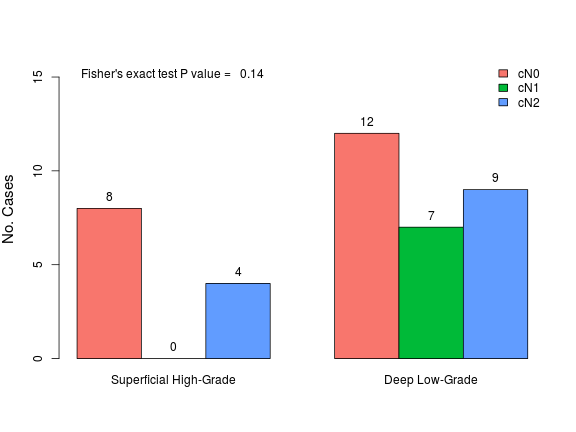 Fisher's exact test P value = 0.14
cN0
cN1
cN2
No. Cases
15
10
5
0
8
0
4
12
7
9
Superficial High-Grade
Deep Low-Grade